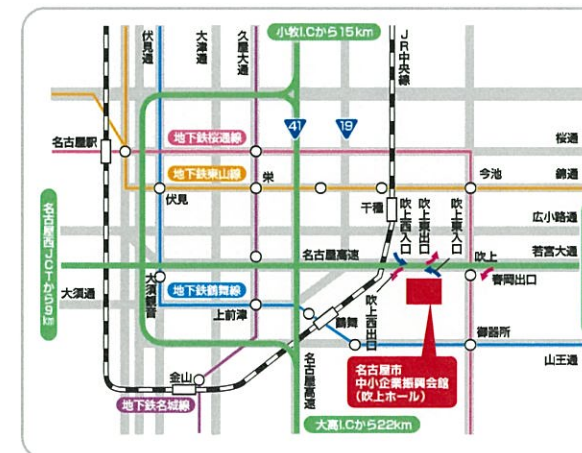 小牧I.Cから15km
伏見通
大津通
久屋大通
JR中央線
41
19
名古屋駅
地下鉄桜通線
桜通
地下鉄東山線
栄
今池
錦通
伏見
千種
吹上西入口
吹上東出口
吹上東入口
広小路通
名古屋西JCTから9km
名古屋高速
吹上
若宮大通
大須通
大須観音
地下鉄鶴舞線
春岡出口
上前津
鶴舞
吹上西出口
御器所
山王通
金山
名古屋高速
名古屋市
中小企業振興会館
(吹上ホール)
地下鉄名城線
大高I.Cから22km